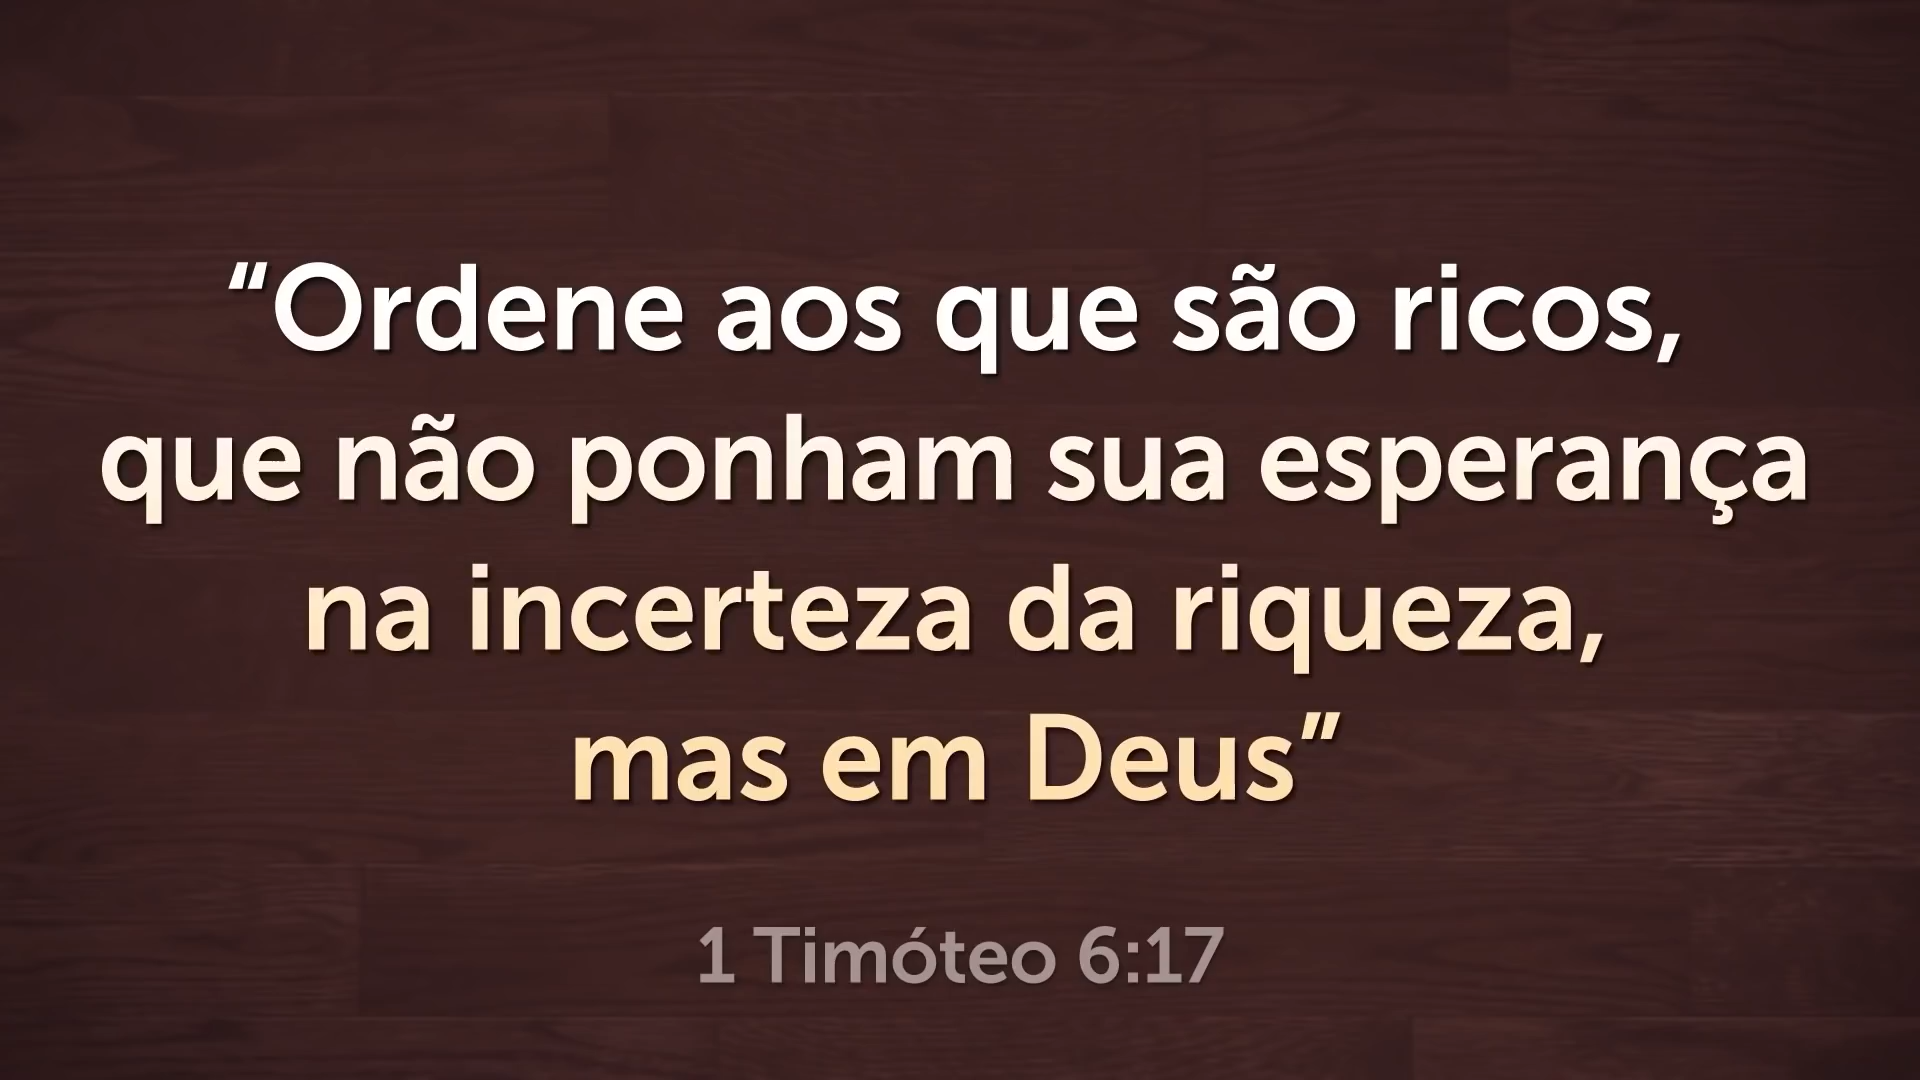 “Ordene aos que são ricos,
que não ponham sua esperança
na incerteza da riqueza,
mas em Deus”
1 Timóteo 6:17